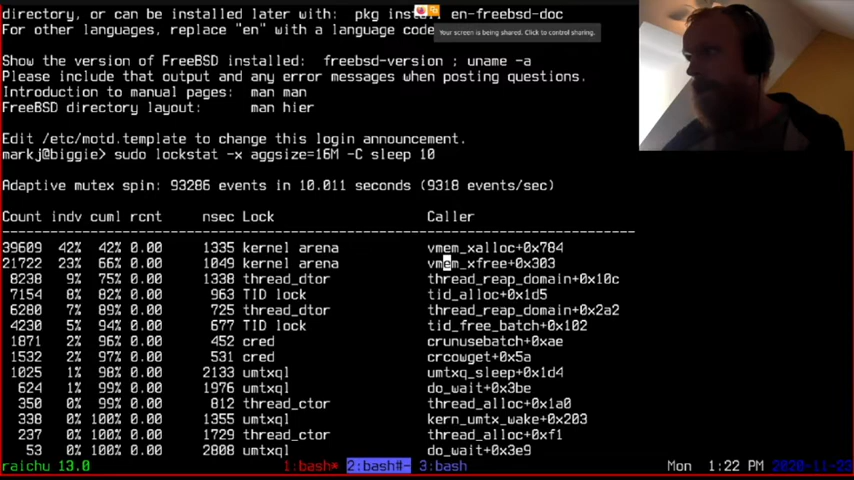 directory, or can be installed later with: pkg install en-freebsd-doc
For other languages, replace "en" with a language code
Your screen is being shared. Click to control sharing.
Show the version of FreeBSD installed: freebsd-version ; uname -a
Please include that output and any error messages when posting questions.
Introduction to manual pages: man man
FreeBSD directory layout: man hier
Edit /etc/motd.template to change this login announcement.
markj@biggie> sudo lockstat -x aggsize=16M -C sleep 10
Adaptive mutex spin: 93286 events in 10.011 seconds (9318 events/sec)
Count indv cuml rcnt nsec Lock Caller
-------------------------------------------------------------------------------
39609 42% 42% 0.00 1335 kernel arena vmem_xalloc+0x784
21722 23% 66% 0.00 1049 kernel arena vmem_xfree+0x303
8238 9% 75% 0.00 1338 thread_dtor thread_reap_domain+0x10c
7154 8% 82% 0.00 963 TID lock tid_alloc+0x1d5
6280 7% 89% 0.00 725 thread_dtor thread_reap_domain+0x2a2
4230 5% 94% 0.00 677 TID lock tid_free_batch+0x102
1871 2% 96% 0.00 452 cred crunusebatch+0xae
1532 2% 97% 0.00 531 cred crcowget+0x5a
1025 1% 98% 0.00 2133 umtxql umtxq_sleep+0x1d4
624 1% 99% 0.00 1976 umtxql do_wait+0x3be
350 0% 99% 0.00 812 thread_ctor thread_alloc+0x1a0
338 0% 100% 0.00 1355 umtxql kern_umtx_wake+0x203
237 0% 100% 0.00 1729 thread_ctor thread_alloc+0xf1
53 0% 100% 0.00 2808 umtxql do_wait+0x3e9
raichu 13.0 1:bash* 2:bash#- 3:bash Mon 1:22 PM 2020-11-23